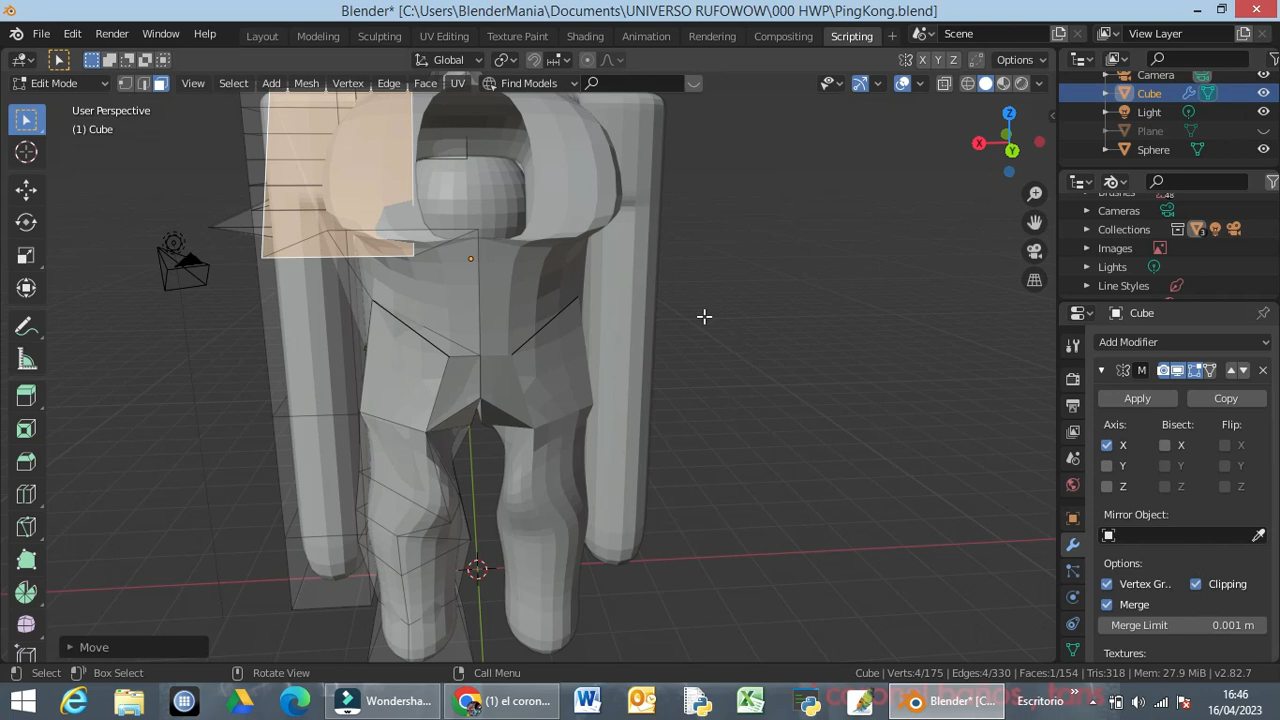 Blender* [C:\Users\BlenderMania\Documents\UNIVERSO RUFOWOW\000 HWP\PingKong.blend]
File Edit Render Window Help Layout Modeling Sculpting UV Editing Texture Paint Shading Animation Rendering Compositing Scripting + Scene View Layer
Global X Y Z Options
Edit Mode View Select Add Mesh Vertex Edge Face UV Find Models
User Perspective
(1) Cube
Z
X
Y
Camera
Cube
Light
Plane
Sphere
Cameras
Collections
Images
Lights
Line Styles
Cube
Add Modifier
M
Apply Copy
Axis: Bisect: Flip:
X X X
Y Y Y
Z Z Z
Mirror Object:
Options:
Vertex Gr.. Clipping
Merge
Merge Limit 0.001 m
Textures:
Move
Select Box Select Rotate View Call Menu Cube | Verts:4/175 | Edges:4/330 | Faces:1/154 | Tris:318 | Mem: 27.9 MiB | v2.82.7
Wondersha... (1) el coron... Blender* [C... Escritorio
16:46
16/04/2023